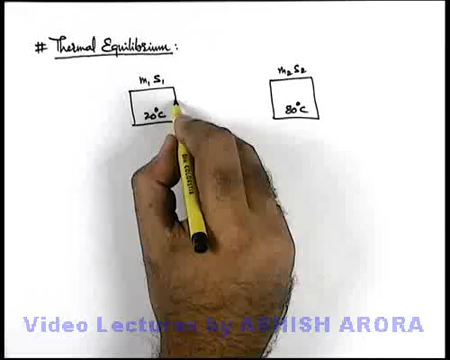 # Thermal Equilibrium:
m₁ S₁
m₂ S₂
20°C
80°C
Video Lectures by ASHISH ARORA